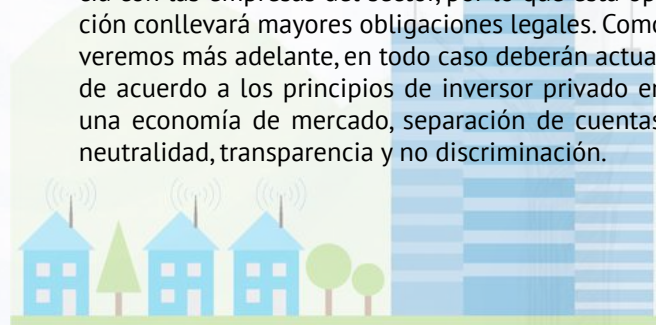 cia con las empresas del sector, por lo que esta op-
ción conllevará mayores obligaciones legales. Como
veremos más adelante, en todo caso deberán actua
de acuerdo a los principios de inversor privado en
una economía de mercado, separación de cuentas
neutralidad, transparencia y no discriminación.